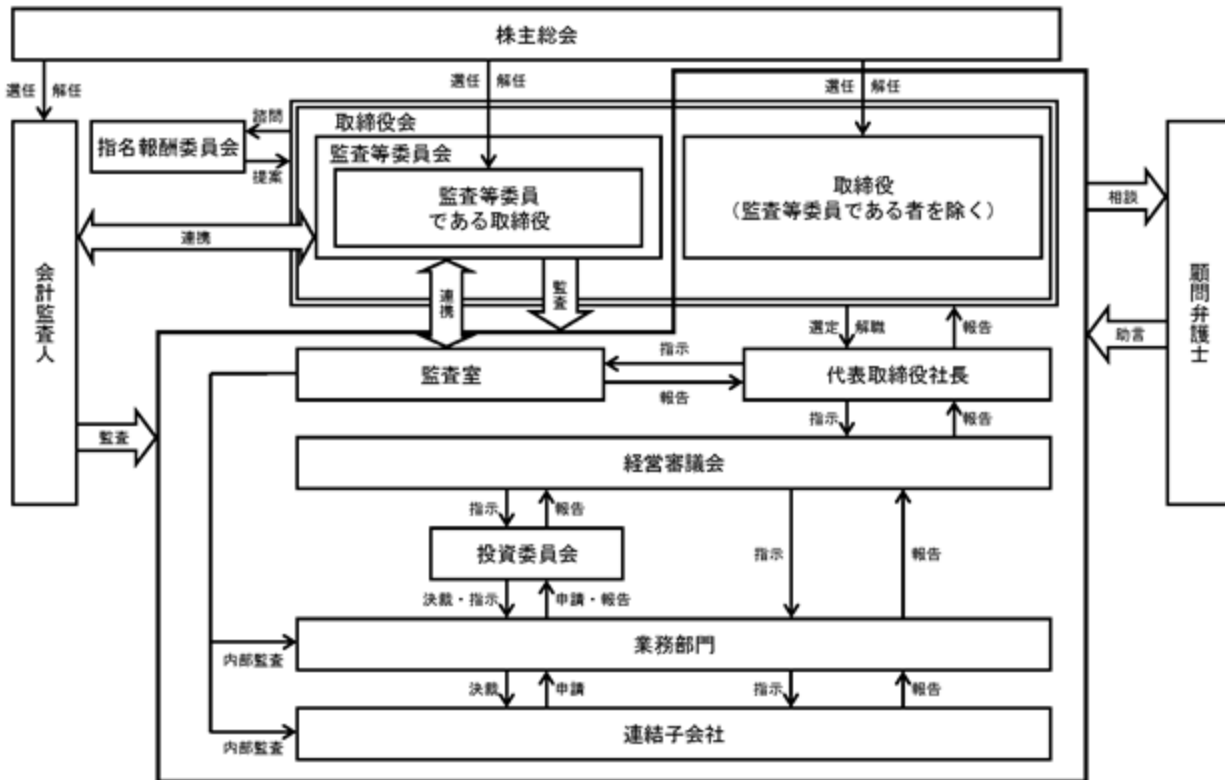 株主総会
選任 解任
選任 解任
選任 解任
会計監査人
指名報酬委員会
諮問
提案
取締役会
監査等委員会
監査等委員
である取締役
取締役
(監査等委員である者を除く)
相談
助言
顧問弁護士
連携
連携
監査
選定 解職
報告
監査室
指示
報告
代表取締役社長
監査
指示
報告
経営審議会
指示
報告
投資委員会
指示
報告
決裁・指示
申請・報告
業務部門
内部監査
決裁
申請
指示
報告
連結子会社
内部監査